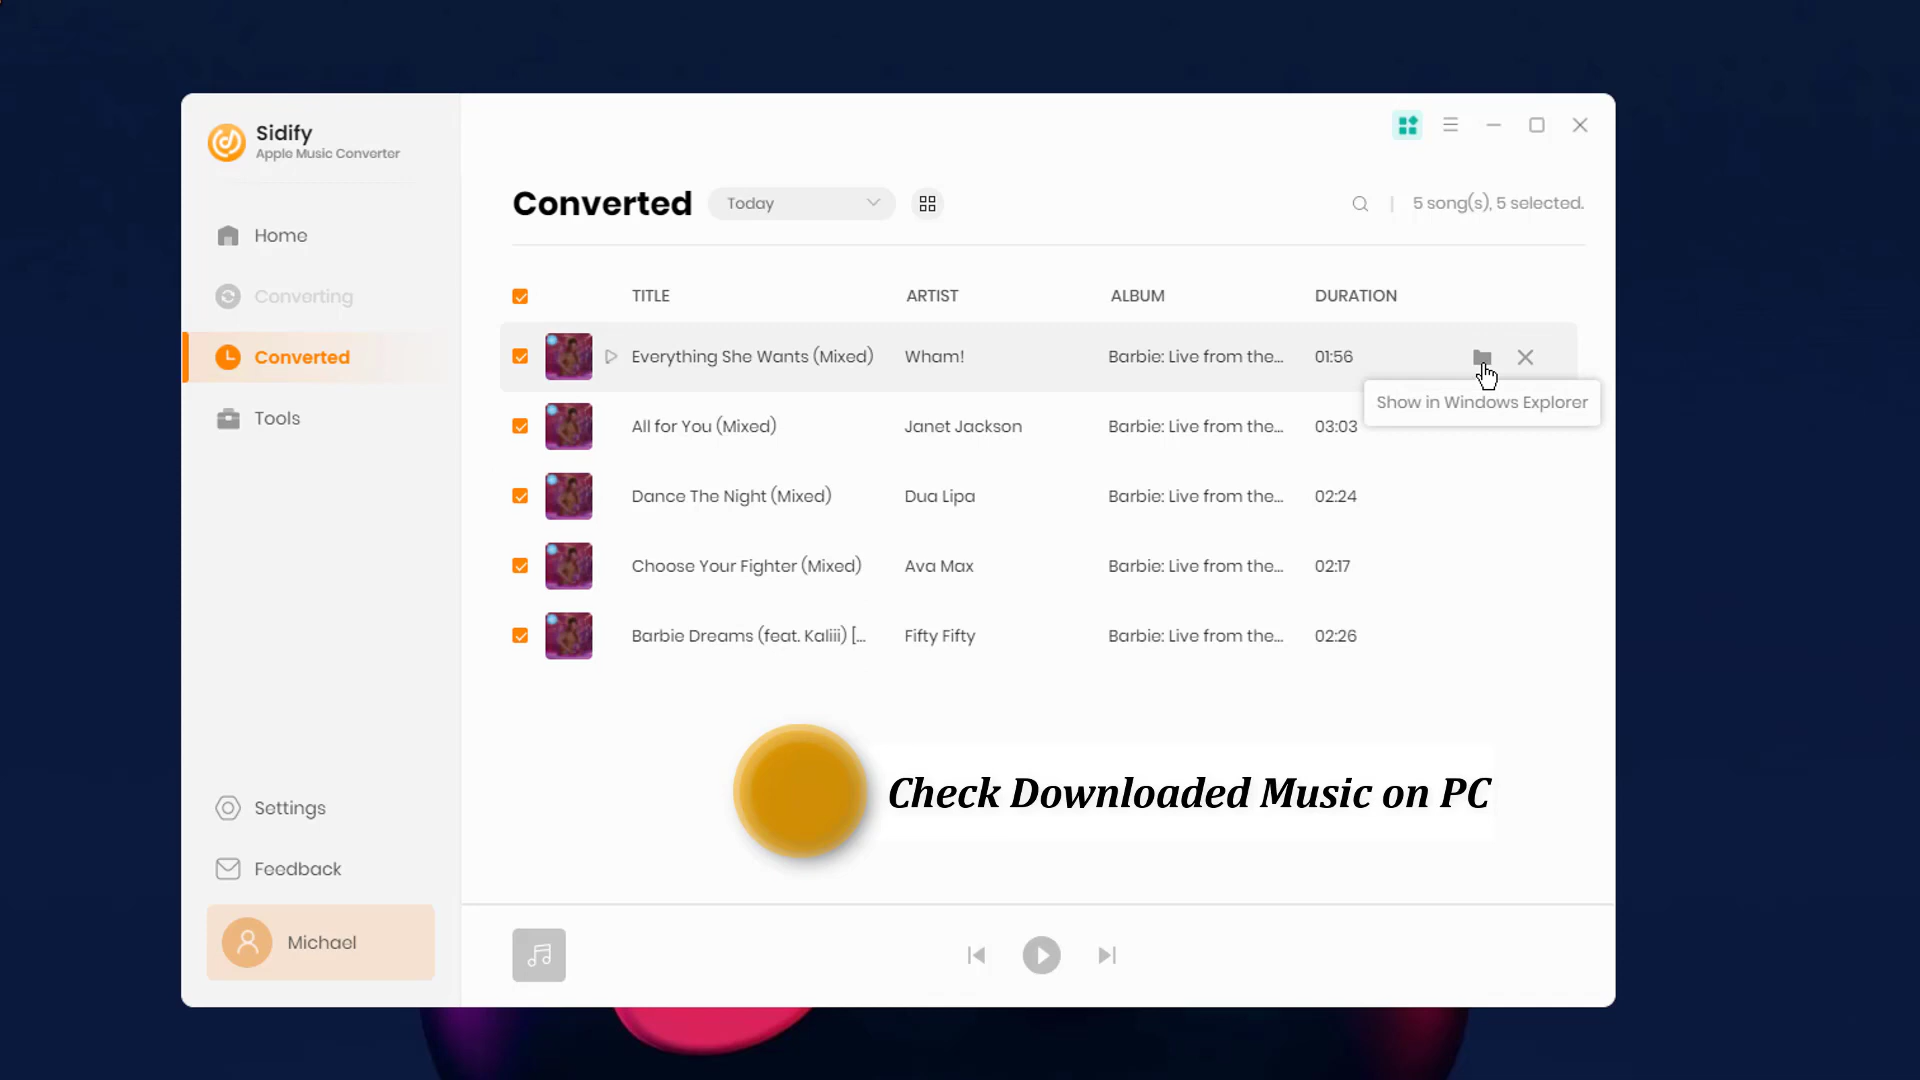 Sidify
Apple Music Converter
Home
Converting
Converted
Tools
Settings
Feedback
Michael
Converted
Today
5 song(s), 5 selected.
TITLE ARTIST ALBUM DURATION
Everything She Wants (Mixed) Wham! Barbie: Live from the... 01:56
Show in Windows Explorer
All for You (Mixed) Janet Jackson Barbie: Live from the... 03:03
Dance The Night (Mixed) Dua Lipa Barbie: Live from the... 02:24
Choose Your Fighter (Mixed) Ava Max Barbie: Live from the... 02:17
Barbie Dreams (feat. Kaliii) [... Fifty Fifty Barbie: Live from the... 02:26
Check Downloaded Music on PC